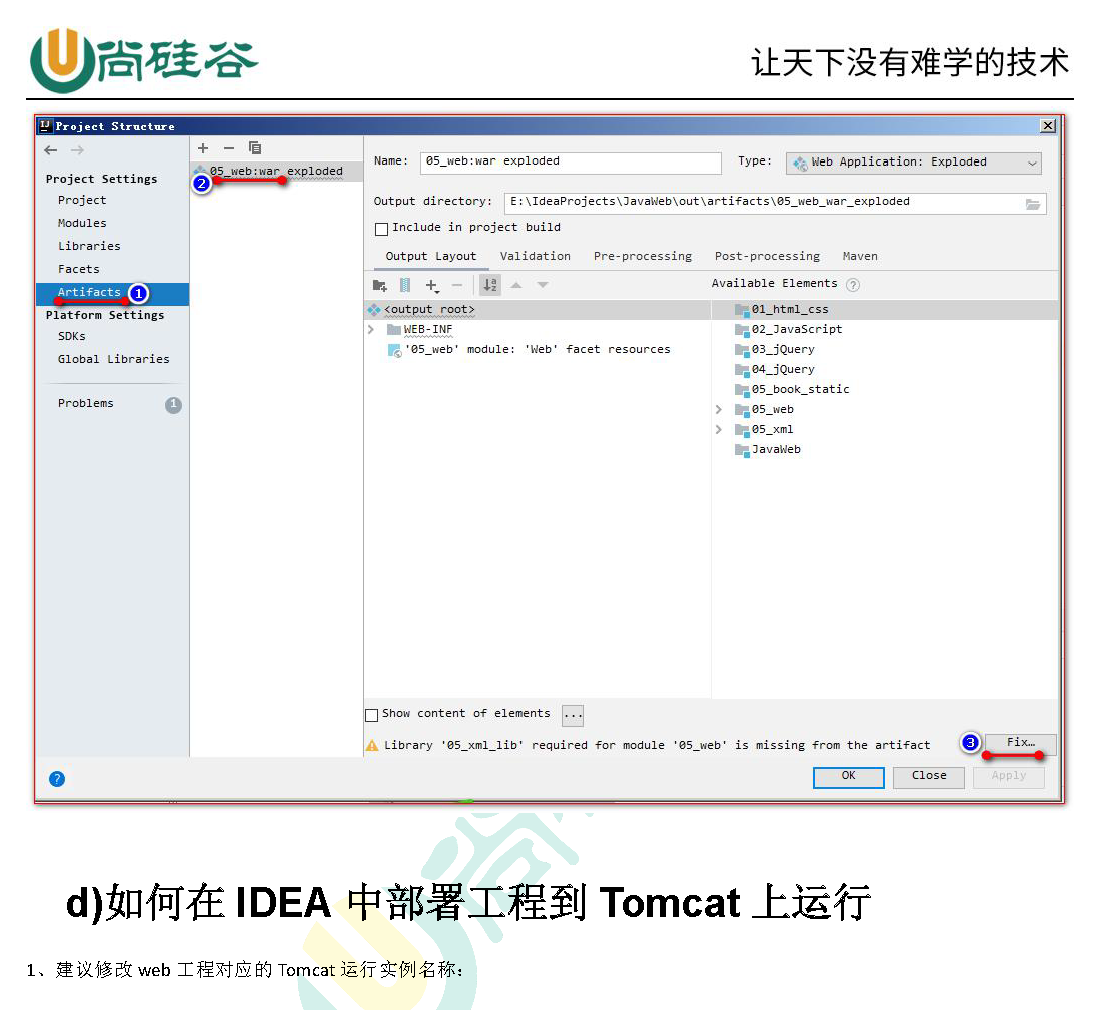 尚硅谷
让天下没有难学的技术
Project Structure
Project Settings
Project
Modules
Libraries
Facets
Artifacts 1
Platform Settings
SDKs
Global Libraries
Problems 1
05_web:war exploded
2
Name: 05_web:war exploded Type: Web Application: Exploded
Output directory: E:\IdeaProjects\JavaWeb\out\artifacts\05_web_war_exploded
Include in project build
Output Layout Validation Pre-processing Post-processing Maven
Available Elements ?
<output root>
WEB-INF
'05_web' module: 'Web' facet resources
01_html_css
02_JavaScript
03_jQuery
04_jQuery
05_book_static
05_web
05_xml
JavaWeb
Show content of elements ...
Library '05_xml_lib' required for module '05_web' is missing from the artifact 3 Fix…
? OK Close Apply
d)如何在 IDEA 中部署工程到 Tomcat 上运行
1、建议修改 web 工程对应的 Tomcat 运行实例名称：